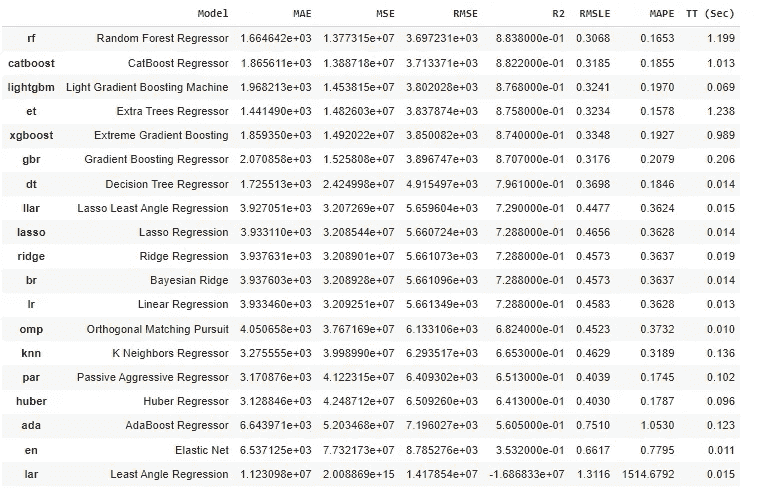 Model MAE MSE RMSE R2 RMSLE MAPE TT (Sec)
rf Random Forest Regressor 1.664642e+03 1.377315e+07 3.697231e+03 8.838000e-01 0.3068 0.1653 1.199
catboost CatBoost Regressor 1.865611e+03 1.388718e+07 3.713371e+03 8.822000e-01 0.3185 0.1855 1.013
lightgbm Light Gradient Boosting Machine 1.968213e+03 1.453815e+07 3.802028e+03 8.768000e-01 0.3241 0.1970 0.069
et Extra Trees Regressor 1.441490e+03 1.482603e+07 3.837874e+03 8.758000e-01 0.3234 0.1578 1.238
xgboost Extreme Gradient Boosting 1.859350e+03 1.492022e+07 3.850082e+03 8.740000e-01 0.3348 0.1927 0.989
gbr Gradient Boosting Regressor 2.070858e+03 1.525808e+07 3.896747e+03 8.707000e-01 0.3176 0.2079 0.206
dt Decision Tree Regressor 1.725513e+03 2.424998e+07 4.915497e+03 7.961000e-01 0.3698 0.1846 0.014
llar Lasso Least Angle Regression 3.927051e+03 3.207269e+07 5.659604e+03 7.290000e-01 0.4477 0.3624 0.015
lasso Lasso Regression 3.933110e+03 3.208544e+07 5.660724e+03 7.288000e-01 0.4656 0.3628 0.014
ridge Ridge Regression 3.937631e+03 3.208901e+07 5.661073e+03 7.288000e-01 0.4573 0.3637 0.019
br Bayesian Ridge 3.937603e+03 3.208928e+07 5.661096e+03 7.288000e-01 0.4573 0.3637 0.014
lr Linear Regression 3.933460e+03 3.209251e+07 5.661349e+03 7.288000e-01 0.4583 0.3628 0.013
omp Orthogonal Matching Pursuit 4.050658e+03 3.767169e+07 6.133106e+03 6.824000e-01 0.4523 0.3732 0.010
knn K Neighbors Regressor 3.275555e+03 3.998990e+07 6.293517e+03 6.653000e-01 0.4629 0.3189 0.136
par Passive Aggressive Regressor 3.170876e+03 4.122315e+07 6.409302e+03 6.513000e-01 0.4039 0.1745 0.102
huber Huber Regressor 3.128846e+03 4.248712e+07 6.509260e+03 6.413000e-01 0.4030 0.1787 0.096
ada AdaBoost Regressor 6.643971e+03 5.203468e+07 7.196027e+03 5.605000e-01 0.7510 1.0530 0.123
en Elastic Net 6.537125e+03 7.732173e+07 8.785276e+03 3.532000e-01 0.6617 0.7795 0.011
lar Least Angle Regression 1.123098e+07 2.008869e+15 1.417854e+07 -1.686833e+07 1.3116 1514.6792 0.015